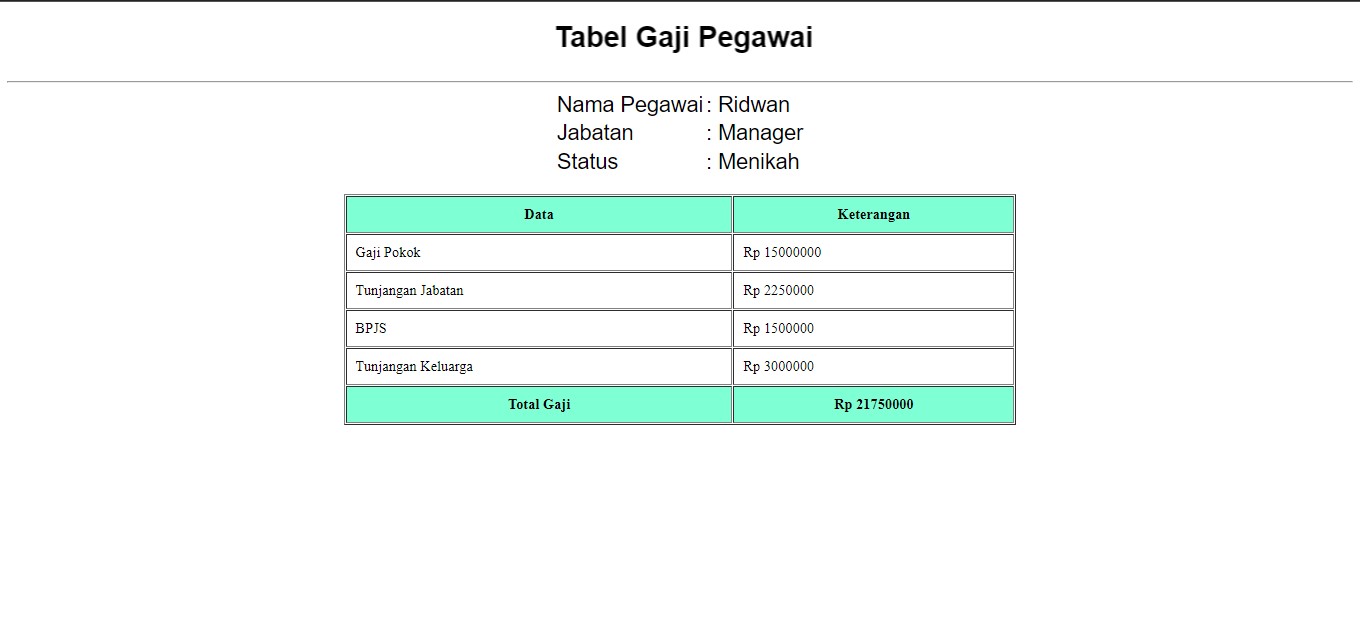 Tabel Gaji Pegawai
Nama Pegawai : Ridwan
Jabatan : Manager
Status : Menikah
Data Keterangan
Gaji Pokok Rp 15000000
Tunjangan Jabatan Rp 2250000
BPJS Rp 1500000
Tunjangan Keluarga Rp 3000000
Total Gaji Rp 21750000